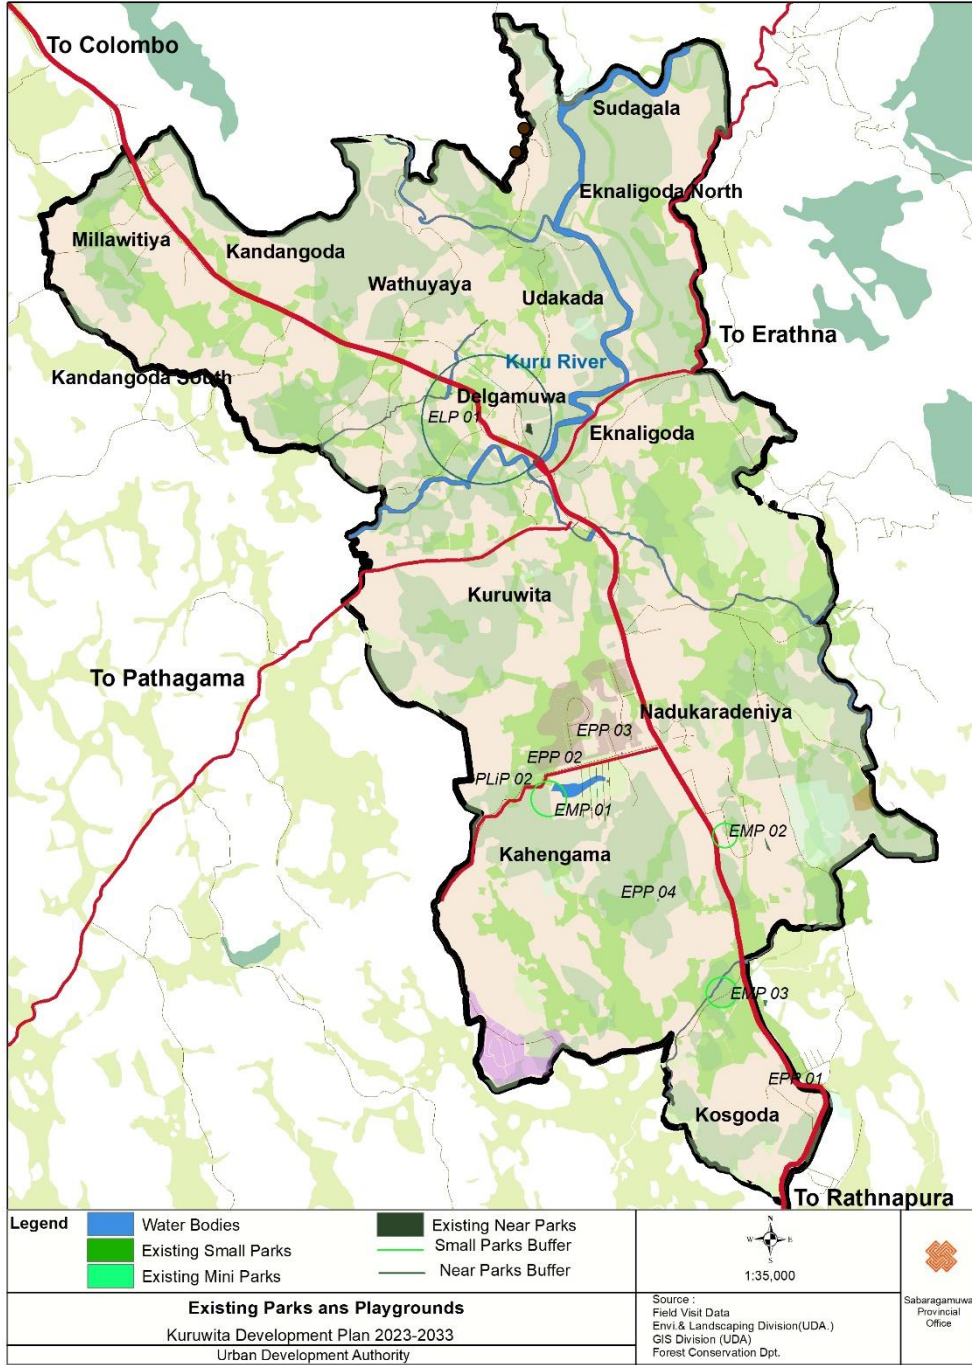 To Colombo
Sudagala
Eknaligoda North
Millawitiya
Kandangoda
Wathuyaya
Udakada
To Erathna
Kuru River
Kandangoda South
Delgamuwa
ELP 01
Eknaligoda
Kuruwita
To Pathagama
Nadukaradeniya
EPP 03
EPP 02
PLiP 02
EMP 01
EMP 02
Kahengama
EPP 04
EMP 03
EPP 01
Kosgoda
To Rathnapura
Legend
Water Bodies
Existing Small Parks
Existing Mini Parks
Existing Near Parks
Small Parks Buffer
Near Parks Buffer
N
W E
S
1:35,000
Sabaragamuwa
Provincial
Office
Existing Parks ans Playgrounds
Kuruwita Development Plan 2023-2033
Urban Development Authority
Source :
Field Visit Data
Envi.& Landscaping Division(UDA.)
GIS Division (UDA)
Forest Conservation Dpt.